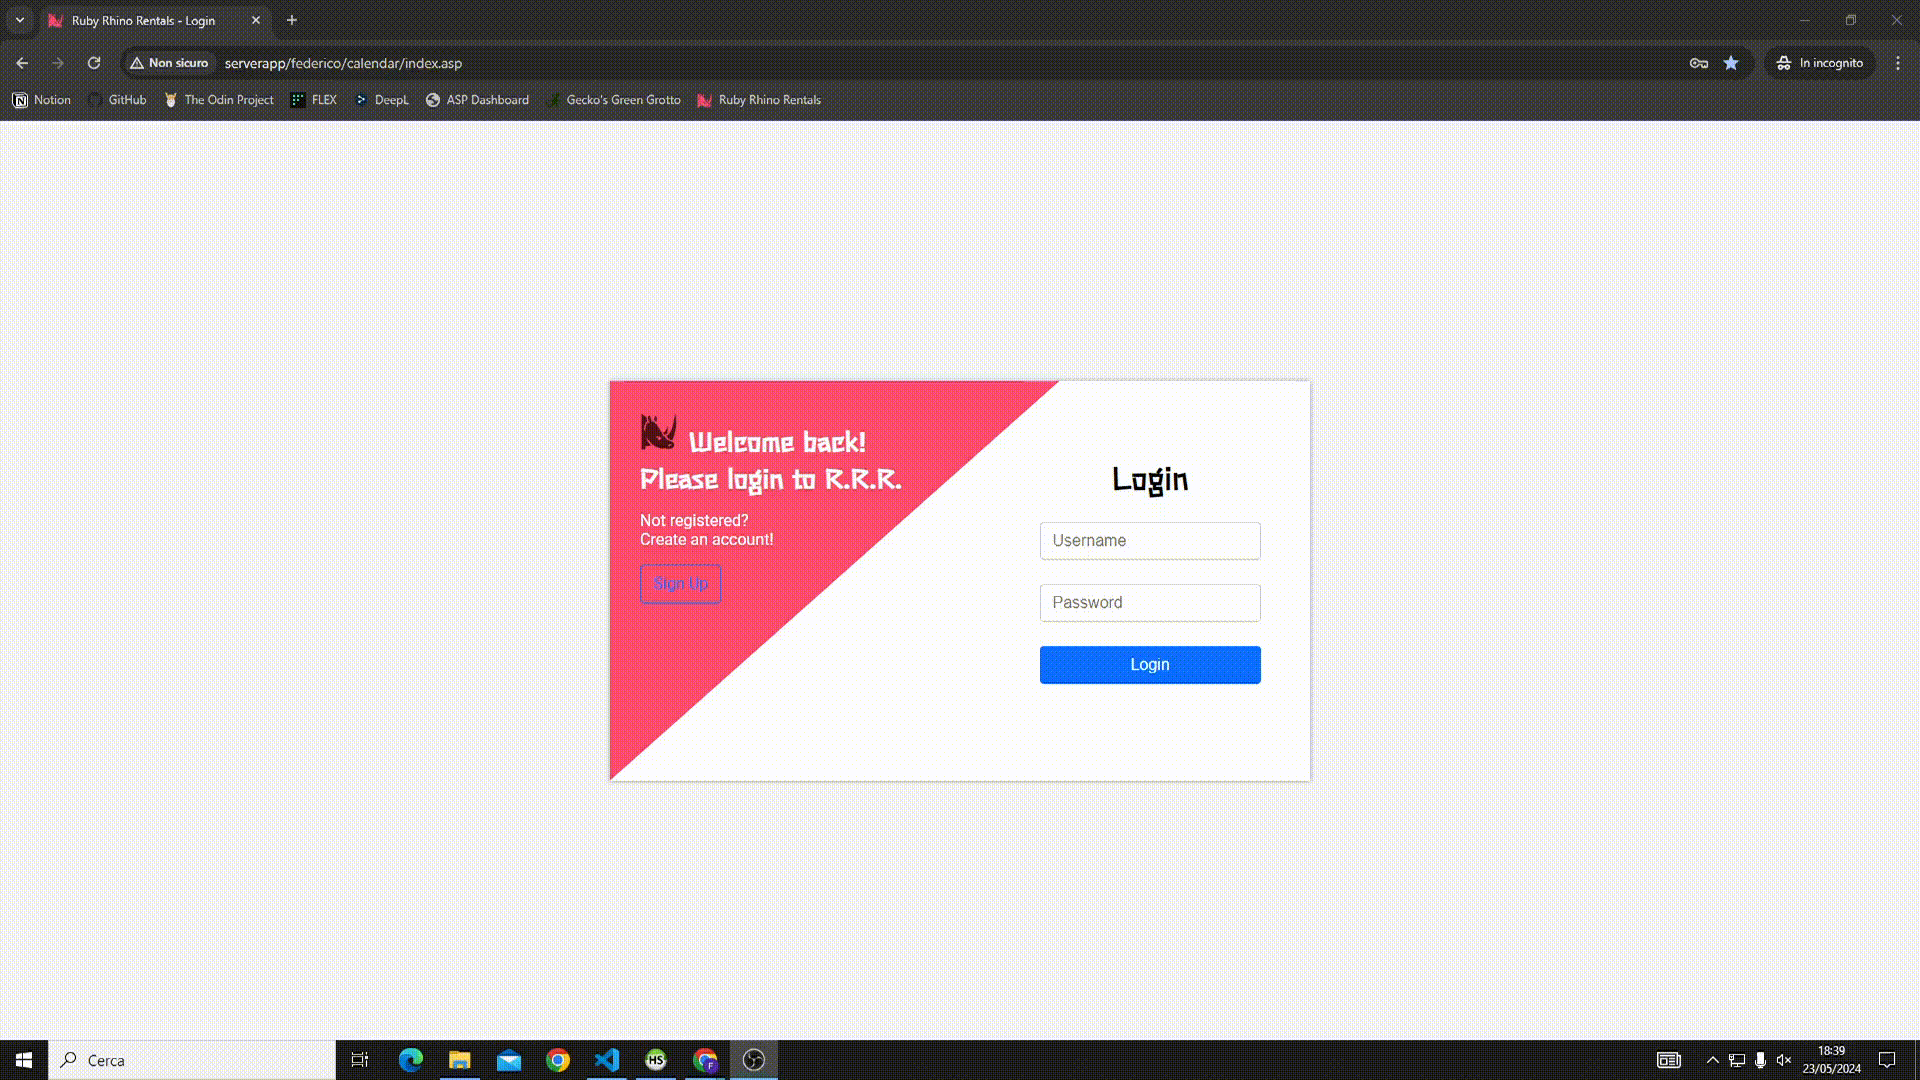 Ruby Rhino Rentals - Login
Non sicuro
serverapp/federico/calendar/index.asp
In incognito
Notion
GitHub
The Odin Project
FLEX
DeepL
ASP Dashboard
Gecko's Green Grotto
Ruby Rhino Rentals
Welcome back!
Please login to R.R.R.
Not registered?
Create an account!
Sign Up
Login
Username
Password
Login
Cerca
HS
F
18:39
23/05/2024